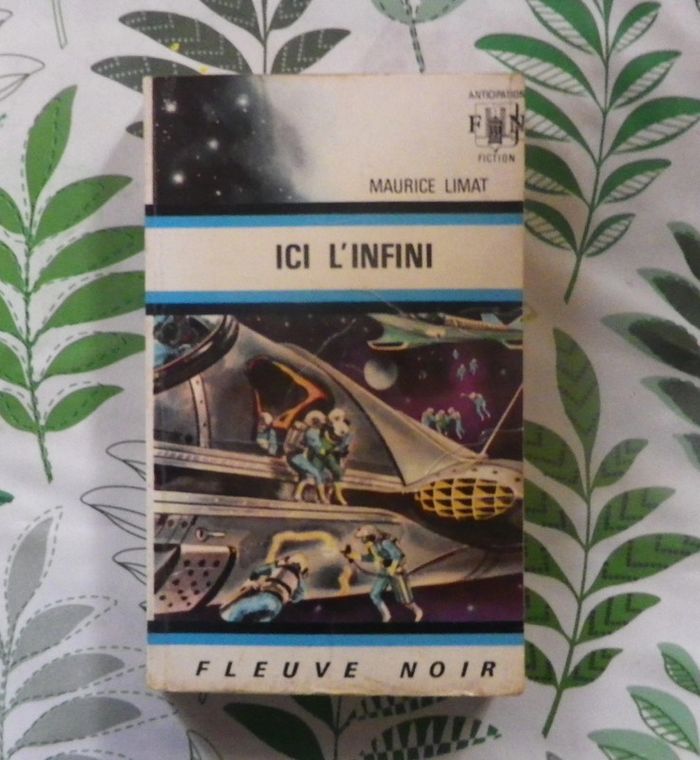 ANTICIPATION
F N
FICTION
MAURICE LIMAT
ICI L'INFINI
FLEUVE NOIR